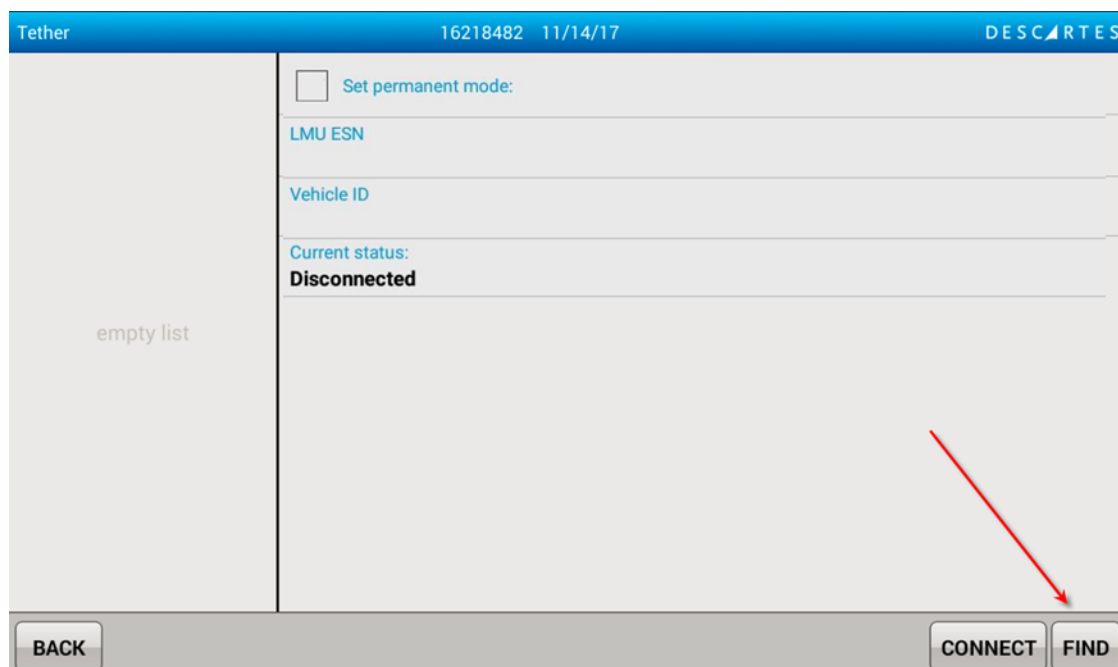 Tether 16218482 11/14/17 DESCARTES
Set permanent mode:
LMU ESN
Vehicle ID
Current status:
Disconnected
empty list
BACK CONNECT FIND